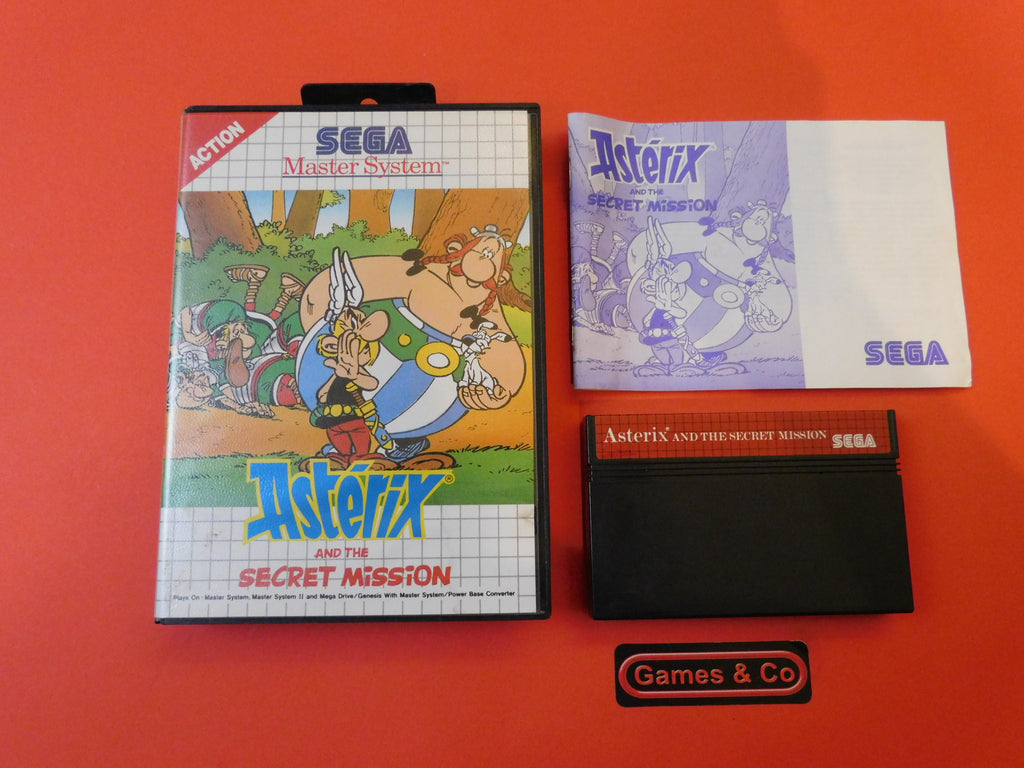 ACTION
SEGA
Master System™
Astérix®
AND THE
SECRET MISSION
Plays On: Master System, Master System II and Mega Drive/Genesis With Master System/Power Base Converter
Astérix
AND THE
SECRET MISSION
SEGA
Asterix® AND THE SECRET MISSION SEGA
Games & Co